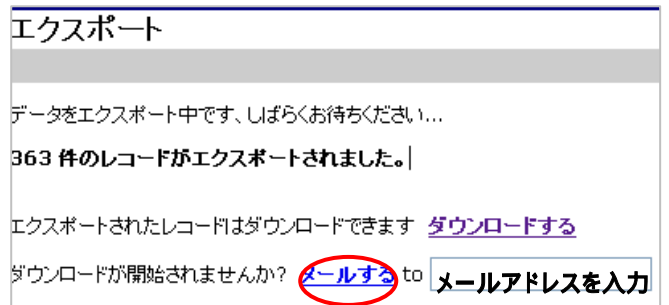 エクスポート
データをエクスポート中です、しばらくお待ちください...
363 件のレコードがエクスポートされました。
エクスポートされたレコードはダウンロードできます ダウンロードする
ダウンロードが開始されませんか? メールする to メールアドレスを入力